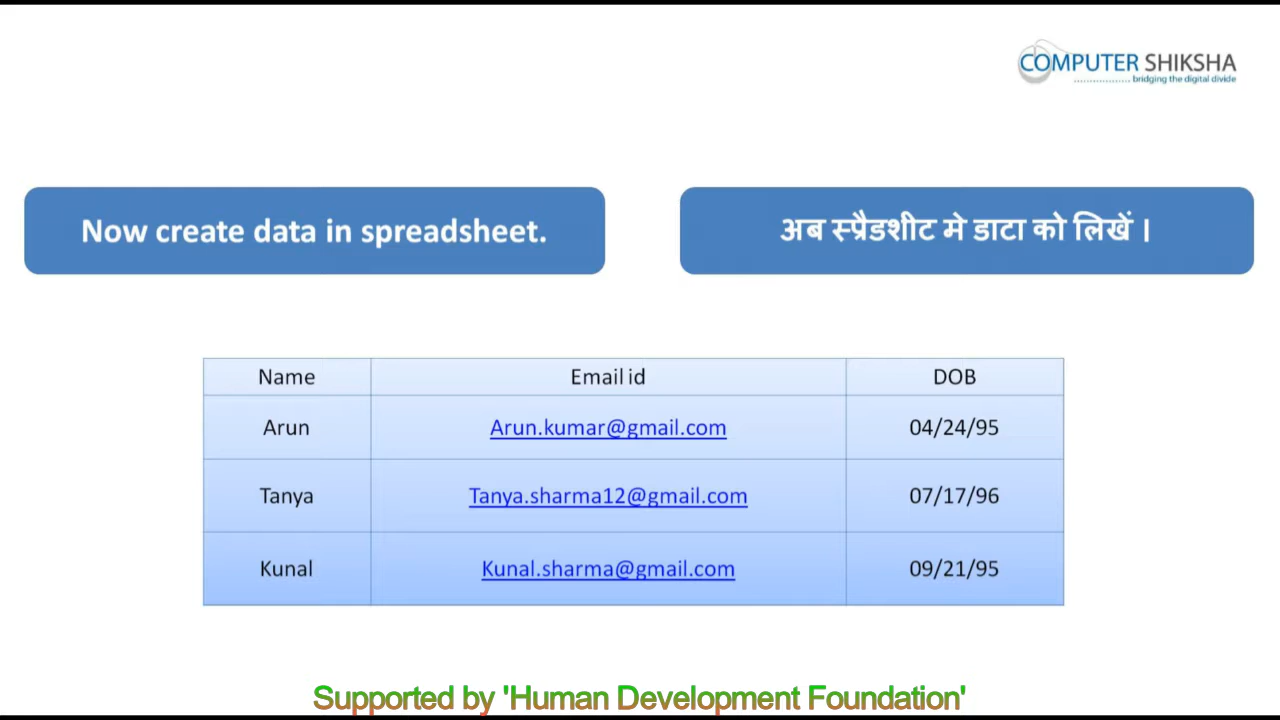 COMPUTER SHIKSHA
bridging the digital divide
Now create data in spreadsheet.
अब स्प्रैडशीट मे डाटा को लिखें ।
Name Email id DOB
Arun Arun.kumar@gmail.com 04/24/95
Tanya Tanya.sharma12@gmail.com 07/17/96
Kunal Kunal.sharma@gmail.com 09/21/95
Supported by 'Human Development Foundation'